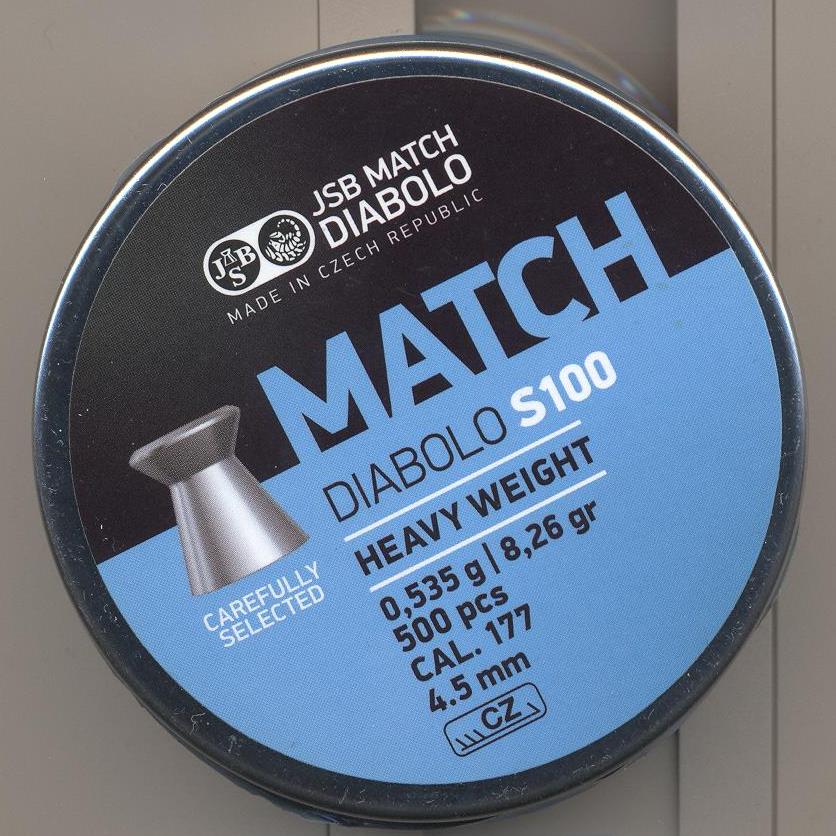 JSB
JSB MATCH
DIABOLO
MADE IN CZECH REPUBLIC
MATCH
DIABOLO S100
HEAVY WEIGHT
0,535 g | 8,26 gr
500 pcs
CAL. 177
4.5 mm
CZ
CAREFULLY
SELECTED